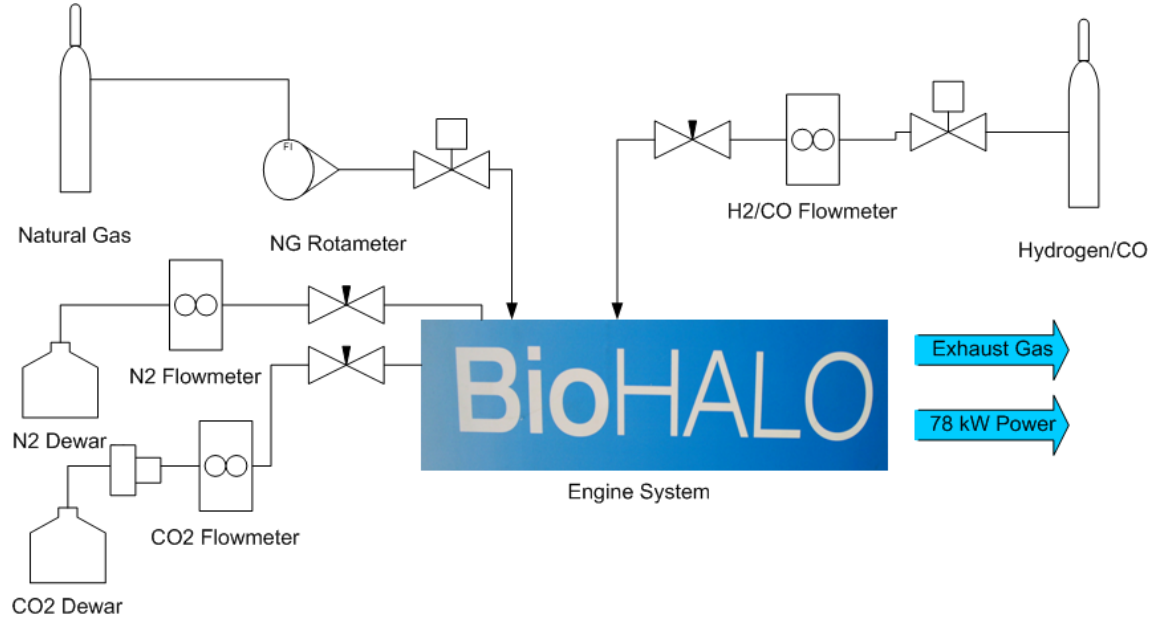 FI
Natural Gas
NG Rotameter
H2/CO Flowmeter
Hydrogen/CO
N2 Flowmeter
N2 Dewar
CO2 Flowmeter
CO2 Dewar
BioHALO
Engine System
Exhaust Gas
78 kW Power